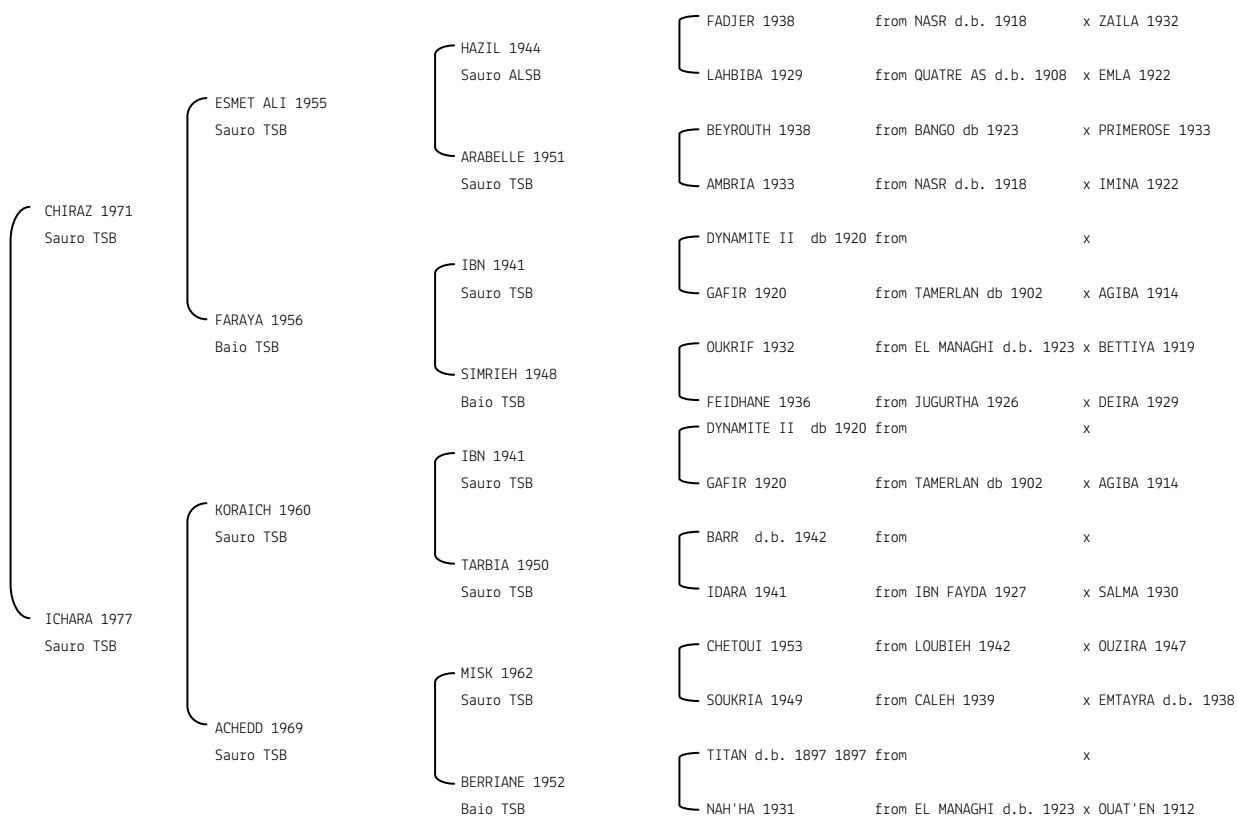 FADJER 1938 from NASR d.b. 1918 x ZAILA 1932
HAZIL 1944
Sauro ALSB
LAHBIBA 1929 from QUATRE AS d.b. 1908 x EMLA 1922
ESMET ALI 1955
Sauro TSB
BEYROUTH 1938 from BANGO db 1923 x PRIMEROSE 1933
ARABELLE 1951
Sauro TSB
AMBRIA 1933 from NASR d.b. 1918 x IMINA 1922
CHIRAZ 1971
Sauro TSB
DYNAMITE II db 1920 from x
IBN 1941
Sauro TSB
GAFIR 1920 from TAMERLAN db 1902 x AGIBA 1914
FARAYA 1956
Baio TSB
OUKRIF 1932 from EL MANAGHI d.b. 1923 x BETTIYA 1919
SIMRIEH 1948
Baio TSB
FEIDHANE 1936 from JUGURTHA 1926 x DEIRA 1929
DYNAMITE II db 1920 from x
IBN 1941
Sauro TSB
GAFIR 1920 from TAMERLAN db 1902 x AGIBA 1914
KORAICH 1960
Sauro TSB
BARR d.b. 1942 from x
TARBIA 1950
Sauro TSB
IDARA 1941 from IBN FAYDA 1927 x SALMA 1930
ICHARA 1977
Sauro TSB
CHETOUI 1953 from LOUBIEH 1942 x OUZIRA 1947
MISK 1962
Sauro TSB
SOUKRIA 1949 from CALEH 1939 x EMTAYRA d.b. 1938
ACHEDD 1969
Sauro TSB
TITAN d.b. 1897 1897 from x
BERRIANE 1952
Baio TSB
NAH'HA 1931 from EL MANAGHI d.b. 1923 x OUAT'EN 1912